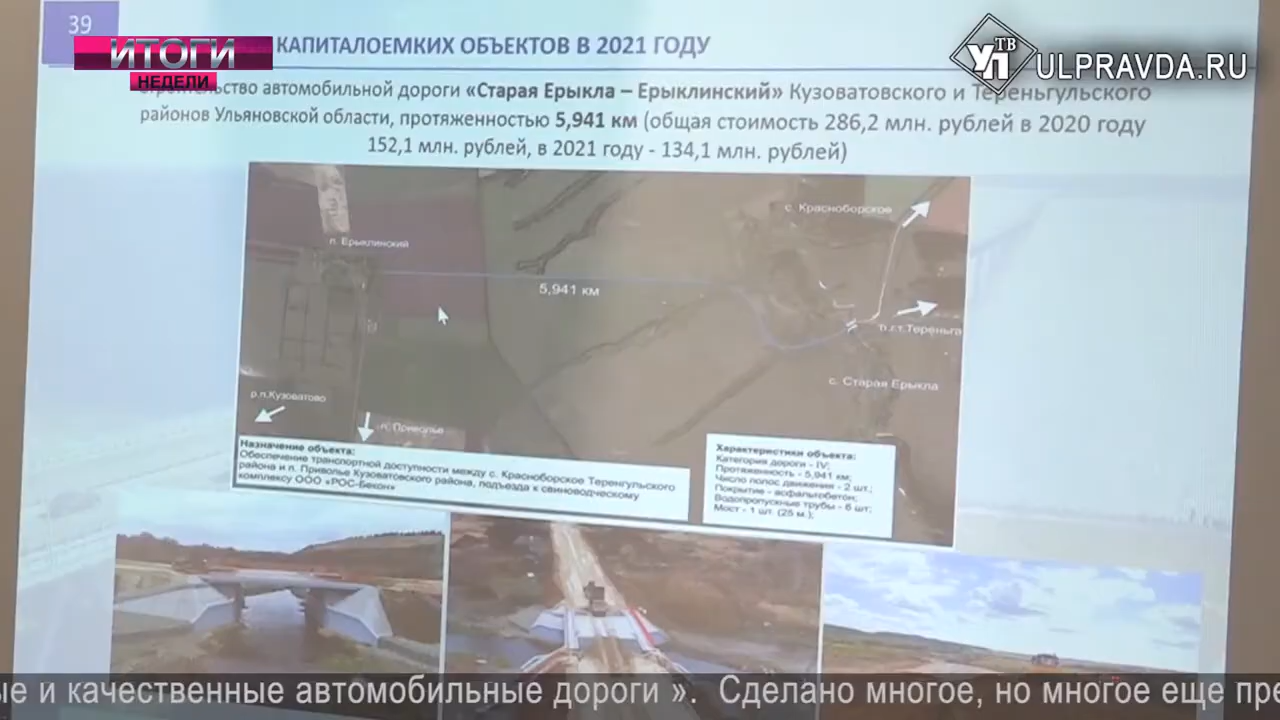 39
ИТОГИ
НЕДЕЛИ
КАПИТАЛОЕМКИХ ОБЪЕКТОВ В 2021 ГОДУ
УП ТВ
ULPRAVDA.RU
автомобильной дороги «Старая Ерыкла – Ерыклинский» Кузоватовского и Тереньгульского
районов Ульяновской области, протяженностью 5,941 км (общая стоимость 286,2 млн. рублей в 2020 году
152,1 млн. рублей, в 2021 году - 134,1 млн. рублей)
с. Красноборское
п. Ерыклинский
5,941 км
п.г.т. Тереньга
с. Старая Ерыкла
р.п.Кузоватово
п. Приволье
Назначение объекта:
Обеспечение транспортной доступности между с. Красноборское Теренгульского
района и п. Приволье Кузоватовского района, подъезда к свиноводческому
комплексу ООО «РОС-Бекон»
Характеристики объекта:
Категория дороги - IV;
Протяженность - 5,941 км;
Число полос движения - 2 шт.;
Покрытие - асфальтобетон;
Водопропускные трубы - 6 шт;
Мост - 1 шт. (25 м.);
ые и качественные автомобильные дороги ».  Сделано многое, но многое еще пре